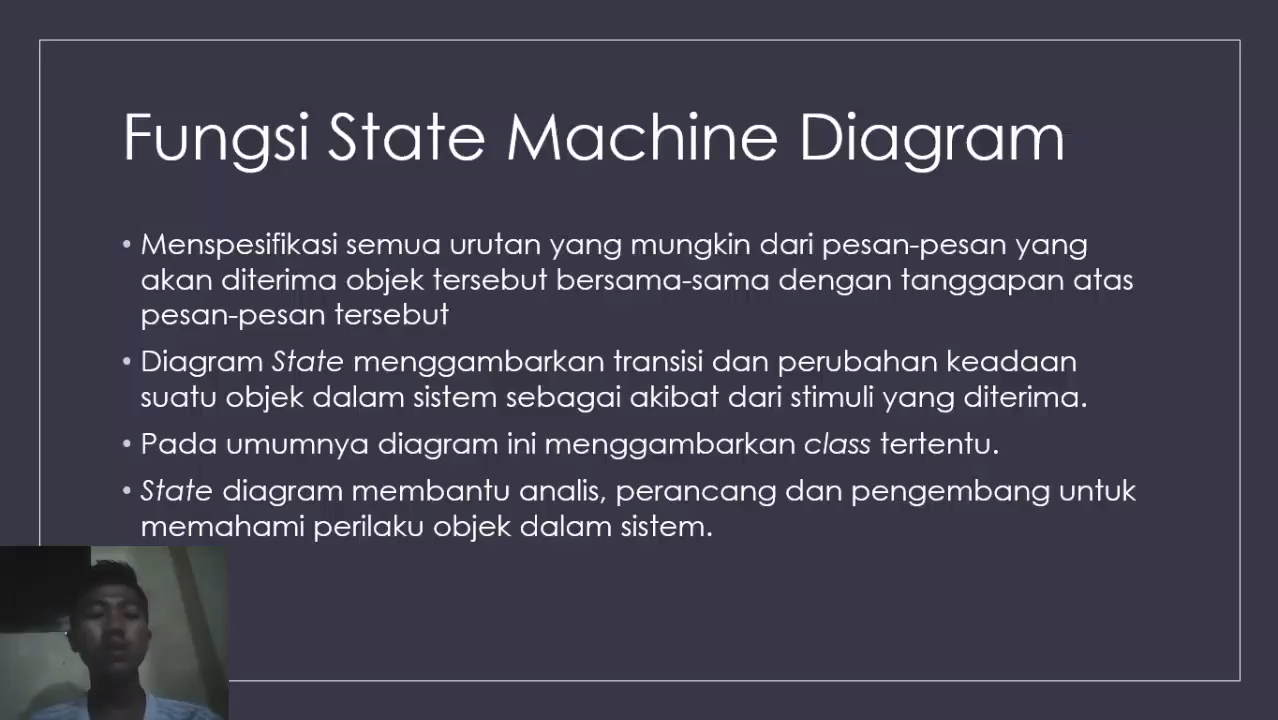 Fungsi State Machine Diagram
• Menspesifikasi semua urutan yang mungkin dari pesan-pesan yang
akan diterima objek tersebut bersama-sama dengan tanggapan atas
pesan-pesan tersebut
• Diagram State menggambarkan transisi dan perubahan keadaan
suatu objek dalam sistem sebagai akibat dari stimuli yang diterima.
• Pada umumnya diagram ini menggambarkan class tertentu.
• State diagram membantu analis, perancang dan pengembang untuk
memahami perilaku objek dalam sistem.